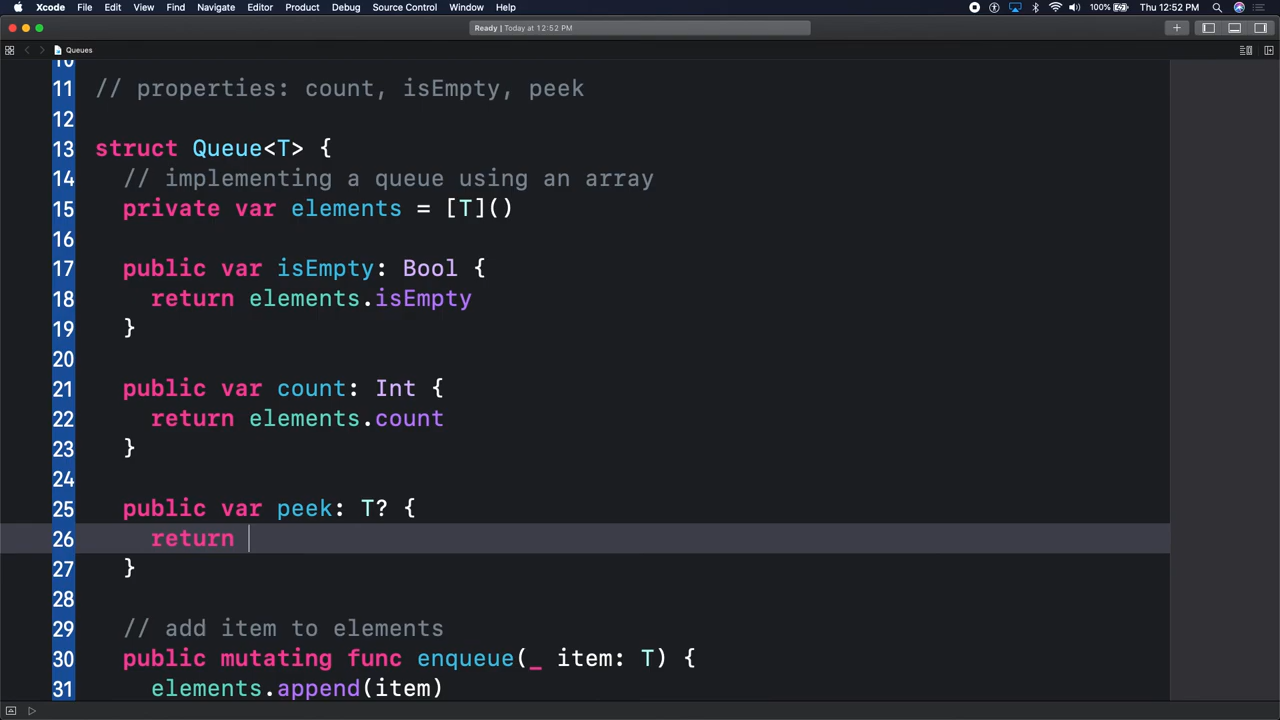 Xcode File Edit View Find Navigate Editor Product Debug Source Control Window Help 100% Thu 12:52 PM
Ready | Today at 12:52 PM
Queues
10
11 // properties: count, isEmpty, peek
12
13 struct Queue<T> {
14 // implementing a queue using an array
15 private var elements = [T]()
16
17 public var isEmpty: Bool {
18 return elements.isEmpty
19 }
20
21 public var count: Int {
22 return elements.count
23 }
24
25 public var peek: T? {
26 return
27 }
28
29 // add item to elements
30 public mutating func enqueue(_ item: T) {
31 elements.append(item)